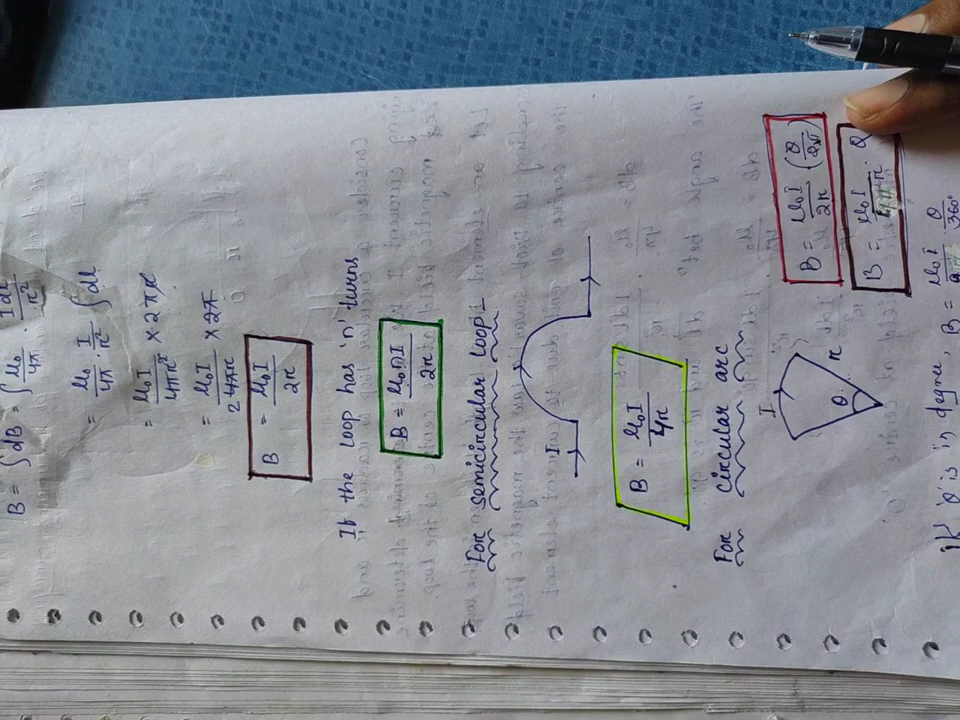 B = ∫dB = ∫ μ₀/4π · Idl/r²
= μ₀/4π · I/r² ∫dl
= μ₀I/4πr² × 2πr
= μ₀I/2 4πr × 2π
B = μ₀I/2r
If the loop has 'n' turns
B = μ₀nI/2r
For semicircular loop :-
I
B = μ₀I/4r
For circular arc
I
θ
r
B = μ₀I/2r (θ/2π)
B = μ₀I/4πr · θ
If 'θ' is in degree, B = μ₀I θ/360°